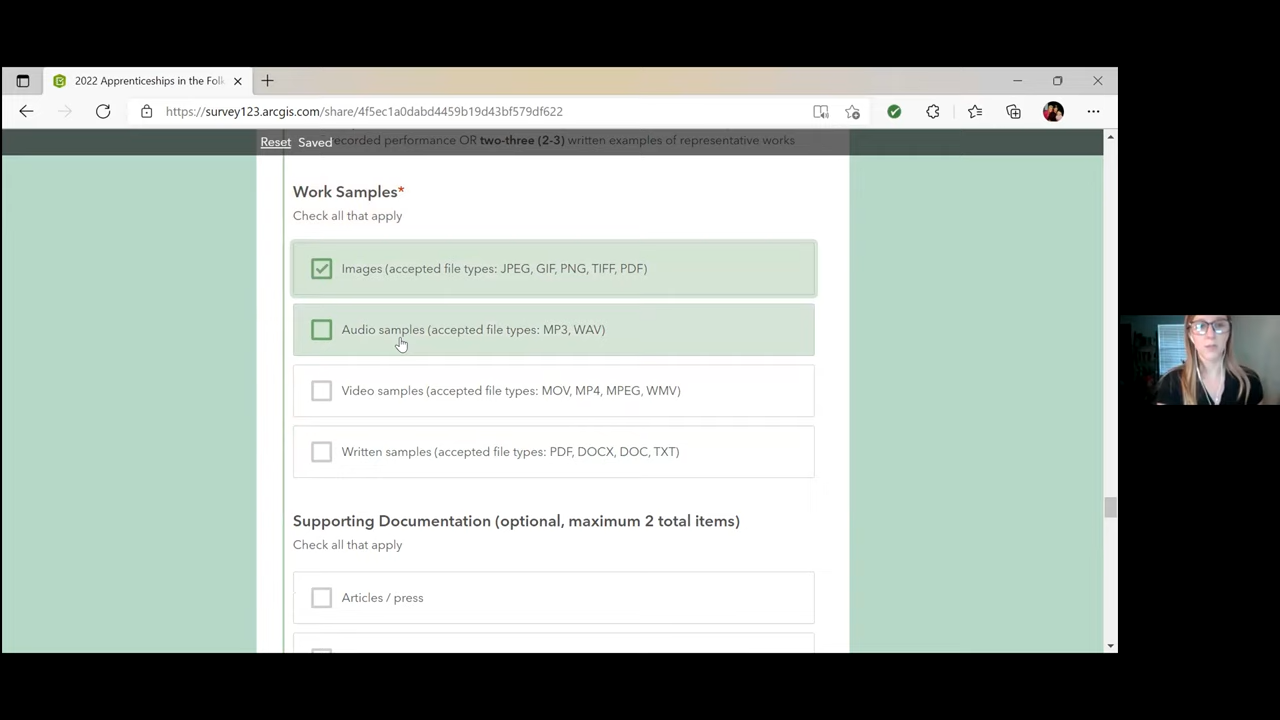 2022 Apprenticeships in the Folk
https://survey123.arcgis.com/share/4f5ec1a0dabd4459b19d43bf579df622
Reset Saved
recorded performance OR two-three (2-3) written examples of representative works
Work Samples*
Check all that apply
Images (accepted file types: JPEG, GIF, PNG, TIFF, PDF)
Audio samples (accepted file types: MP3, WAV)
Video samples (accepted file types: MOV, MP4, MPEG, WMV)
Written samples (accepted file types: PDF, DOCX, DOC, TXT)
Supporting Documentation (optional, maximum 2 total items)
Check all that apply
Articles / press